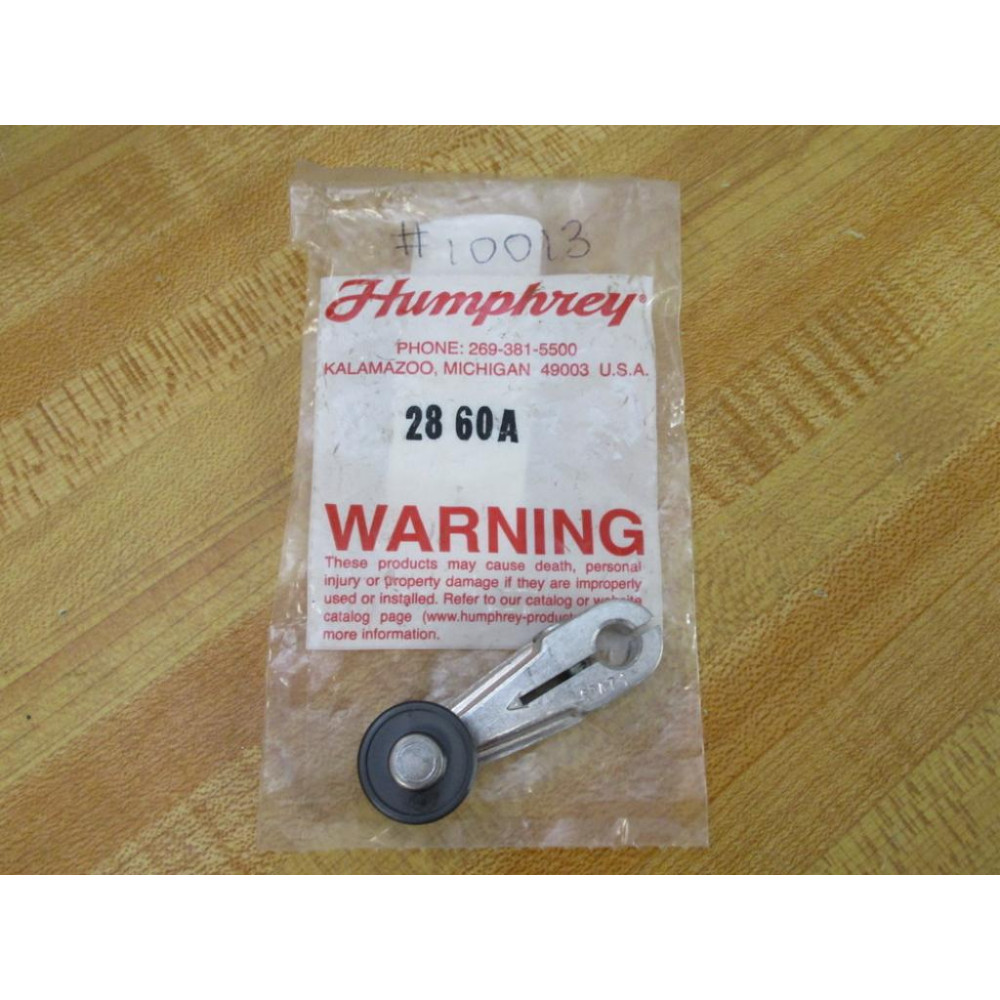 #10013
Humphrey
PHONE: 269-381-5500
KALAMAZOO, MICHIGAN 49003 U.S.A.
28 60A
WARNING
These products may cause death, personal
injury or property damage if they are improperly
used or installed. Refer to our catalog or website
catalog page (www.humphrey-product
more information.